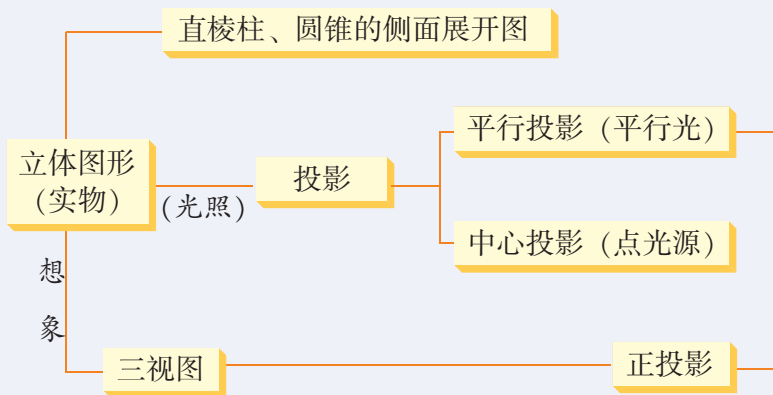 直棱柱、圆锥的侧面展开图
平行投影（平行光）
立体图形
（实物）
（光照）
投影
中心投影（点光源）
想
象
三视图
正投影